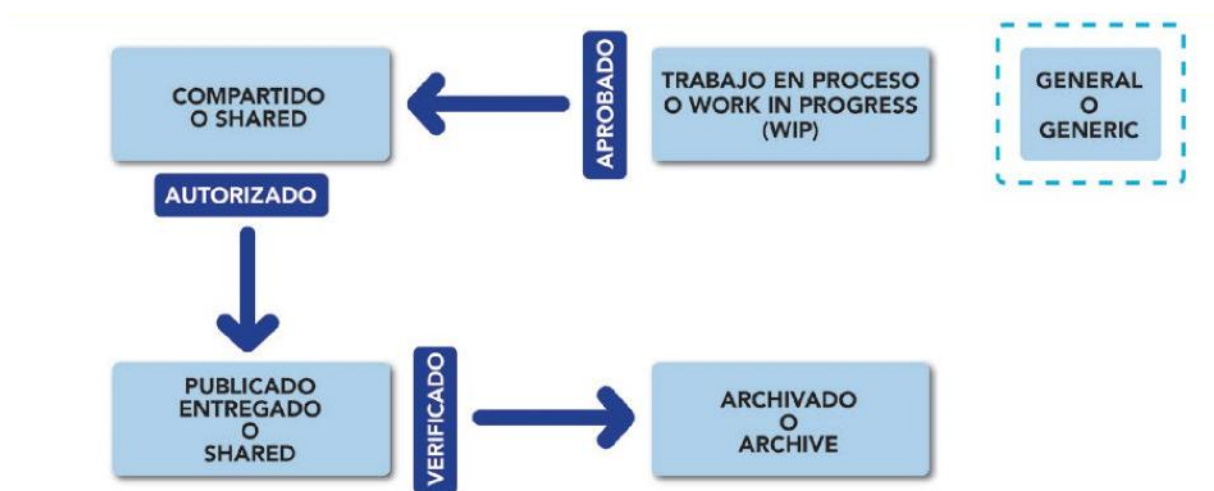 COMPARTIDO
O SHARED
APROBADO
TRABAJO EN PROCESO
O WORK IN PROGRESS
(WIP)
GENERAL
O
GENERIC
AUTORIZADO
PUBLICADO
ENTREGADO
O
SHARED
VERIFICADO
ARCHIVADO
O
ARCHIVE